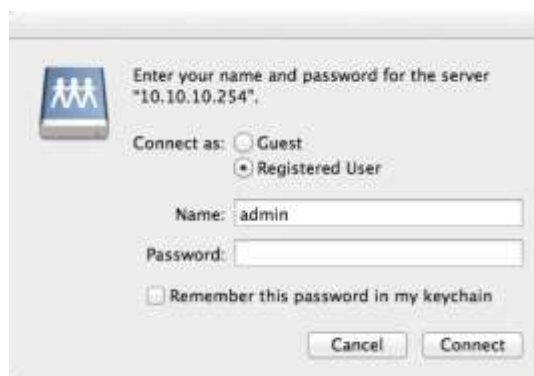 Enter your name and password for the server
"10.10.10.254".
Connect as: Guest
Registered User
Name: admin
Password:
Remember this password in my keychain
Cancel Connect